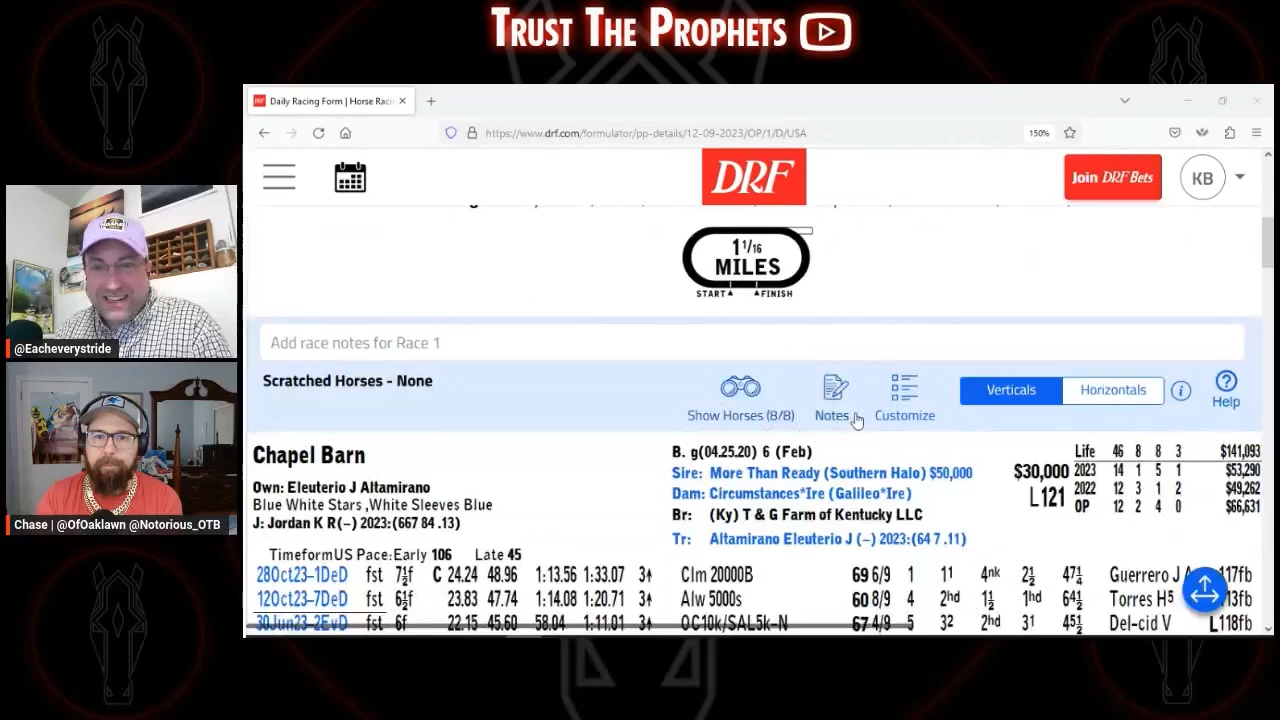 TRUST THE PROPHETS
Daily Racing Form | Horse Raci
https://www.drf.com/formulator/pp-details/12-09-2023/OP/1/D/USA
150%
DRF
Join DRF Bets
KB
1 1/16
MILES
START FINISH
Add race notes for Race 1
Scratched Horses - None
Show Horses (8/8)
Notes
Customize
Verticals
Horizontals
Help
@Eacheverystride
Chase | @OfOaklawn @Notorious_OTB
Chapel Barn
Own: Eleuterio J Altamirano
Blue White Stars ,White Sleeves Blue
J: Jordan K R(–) 2023:(667 84 .13)
B. g(04.25.20) 6 (Feb)
Sire: More Than Ready (Southern Halo) $50,000
Dam: Circumstances*Ire (Galileo*Ire)
Br: (Ky) T & G Farm of Kentucky LLC
Tr: Altamirano Eleuterio J (–) 2023:(64 7 .11)
$30,000
L121
Life 46 8 8 3 $141,093
2023 14 1 5 1 $53,290
2022 12 3 1 2 $49,262
OP 12 2 4 0 $66,631
TimeformUS Pace: Early 106 Late 45
28Oct23-1DeD fst 7½f C 24.24 48.96 1:13.56 1:33.07 3↑ Clm 20000B 69 6/9 1 1¹ 4nk 2½ 47¼ Guerrero J A 117fb
12Oct23-7DeD fst 6½f 23.83 47.74 1:14.08 1:20.71 3↑ Alw 5000s 60 8/9 4 2hd 1½ 1hd 64½ Torres H5 13fb
30Jun23-2EvD fst 6f 22.15 45.60 58.04 1:11.01 3↑ OC10k/SAL5k-N 67 4/9 5 32 2hd 3¹ 45½ Del-cid V L118fb